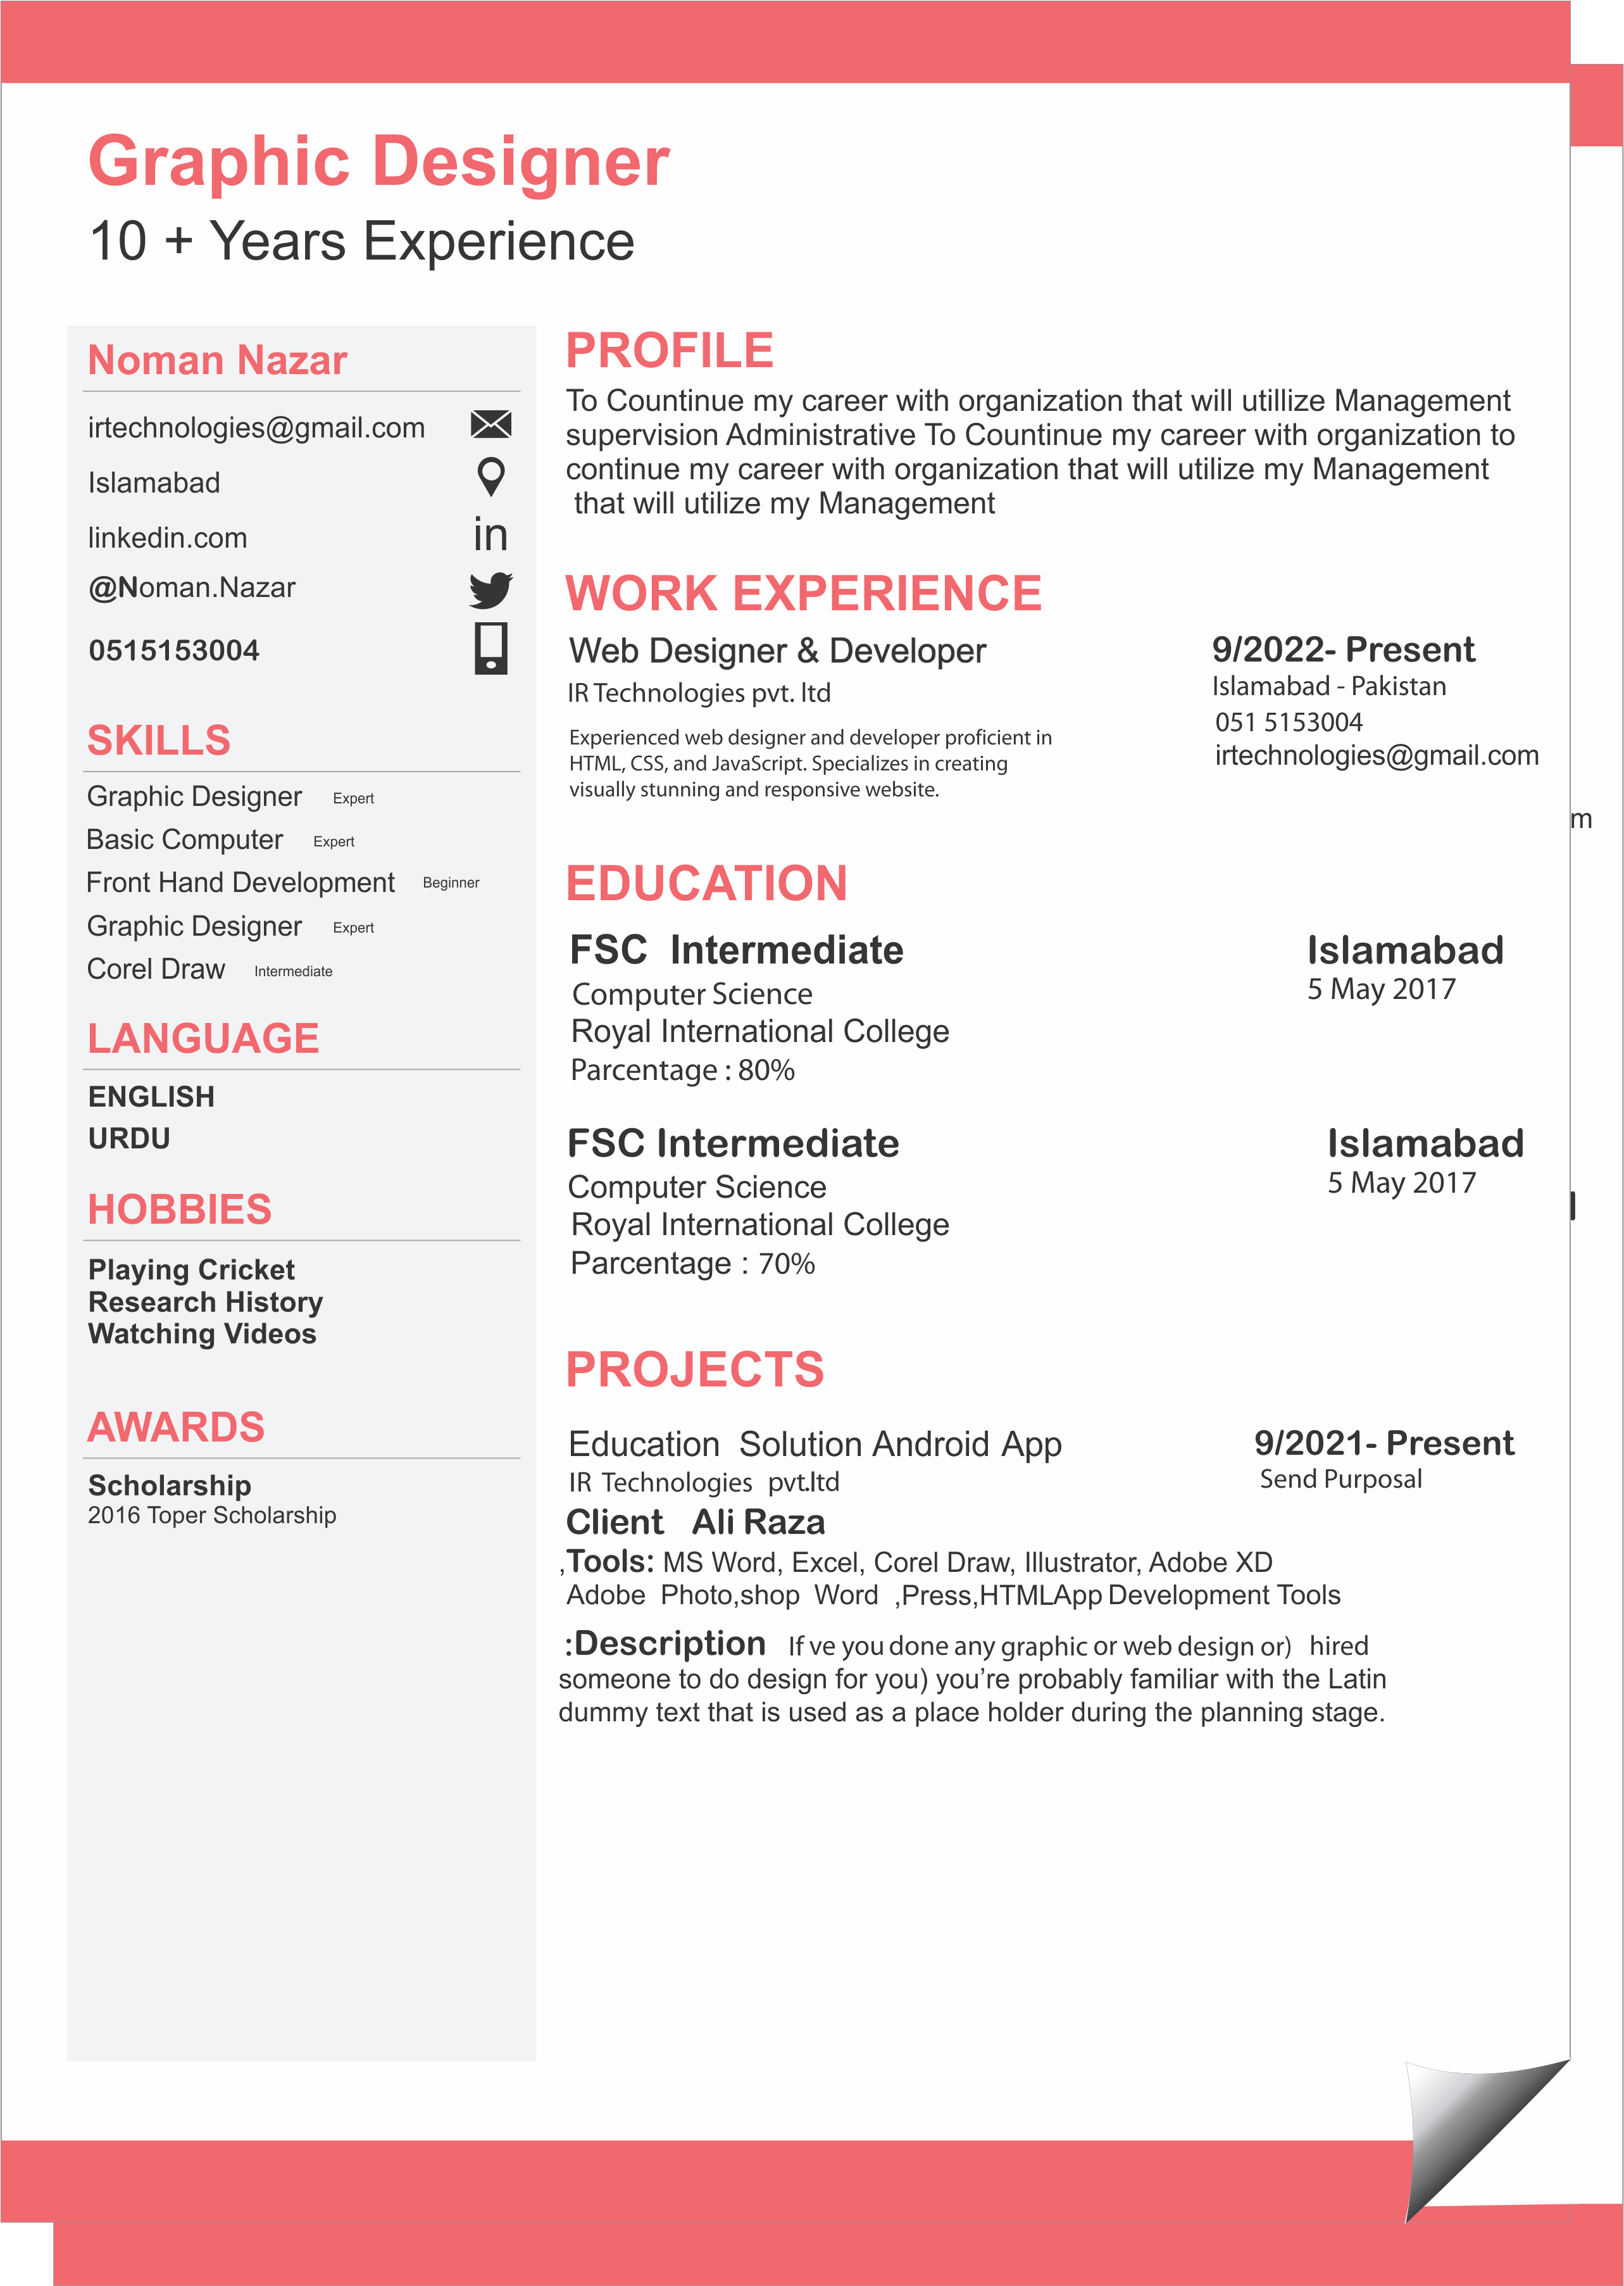 Graphic Designer
10 + Years Experience
Noman Nazar
irtechnologies@gmail.com
Islamabad
linkedin.com
in
@Noman.Nazar
0515153004
SKILLS
Graphic Designer Expert
Basic Computer Expert
Front Hand Development Beginner
Graphic Designer Expert
Corel Draw Intermediate
LANGUAGE
ENGLISH
URDU
HOBBIES
Playing Cricket
Research History
Watching Videos
AWARDS
Scholarship
2016 Toper Scholarship
PROFILE
To Countinue my career with organization that will utillize Management
supervision Administrative To Countinue my career with organization to
continue my career with organization that will utilize my Management
that will utilize my Management
WORK EXPERIENCE
Web Designer & Developer 9/2022- Present
IR Technologies pvt. ltd Islamabad - Pakistan
051 5153004
irtechnologies@gmail.com
Experienced web designer and developer proficient in
HTML, CSS, and JavaScript. Specializes in creating
visually stunning and responsive website.
m
EDUCATION
FSC Intermediate Islamabad
Computer Science 5 May 2017
Royal International College
Parcentage : 80%
FSC Intermediate Islamabad
Computer Science 5 May 2017
Royal International College
Parcentage : 70%
PROJECTS
Education Solution Android App 9/2021- Present
IR Technologies pvt.ltd Send Purposal
Client Ali Raza
,Tools: MS Word, Excel, Corel Draw, Illustrator, Adobe XD
Adobe Photo,shop Word ,Press,HTMLApp Development Tools
:Description If ve you done any graphic or web design or) hired
someone to do design for you) you’re probably familiar with the Latin
dummy text that is used as a place holder during the planning stage.